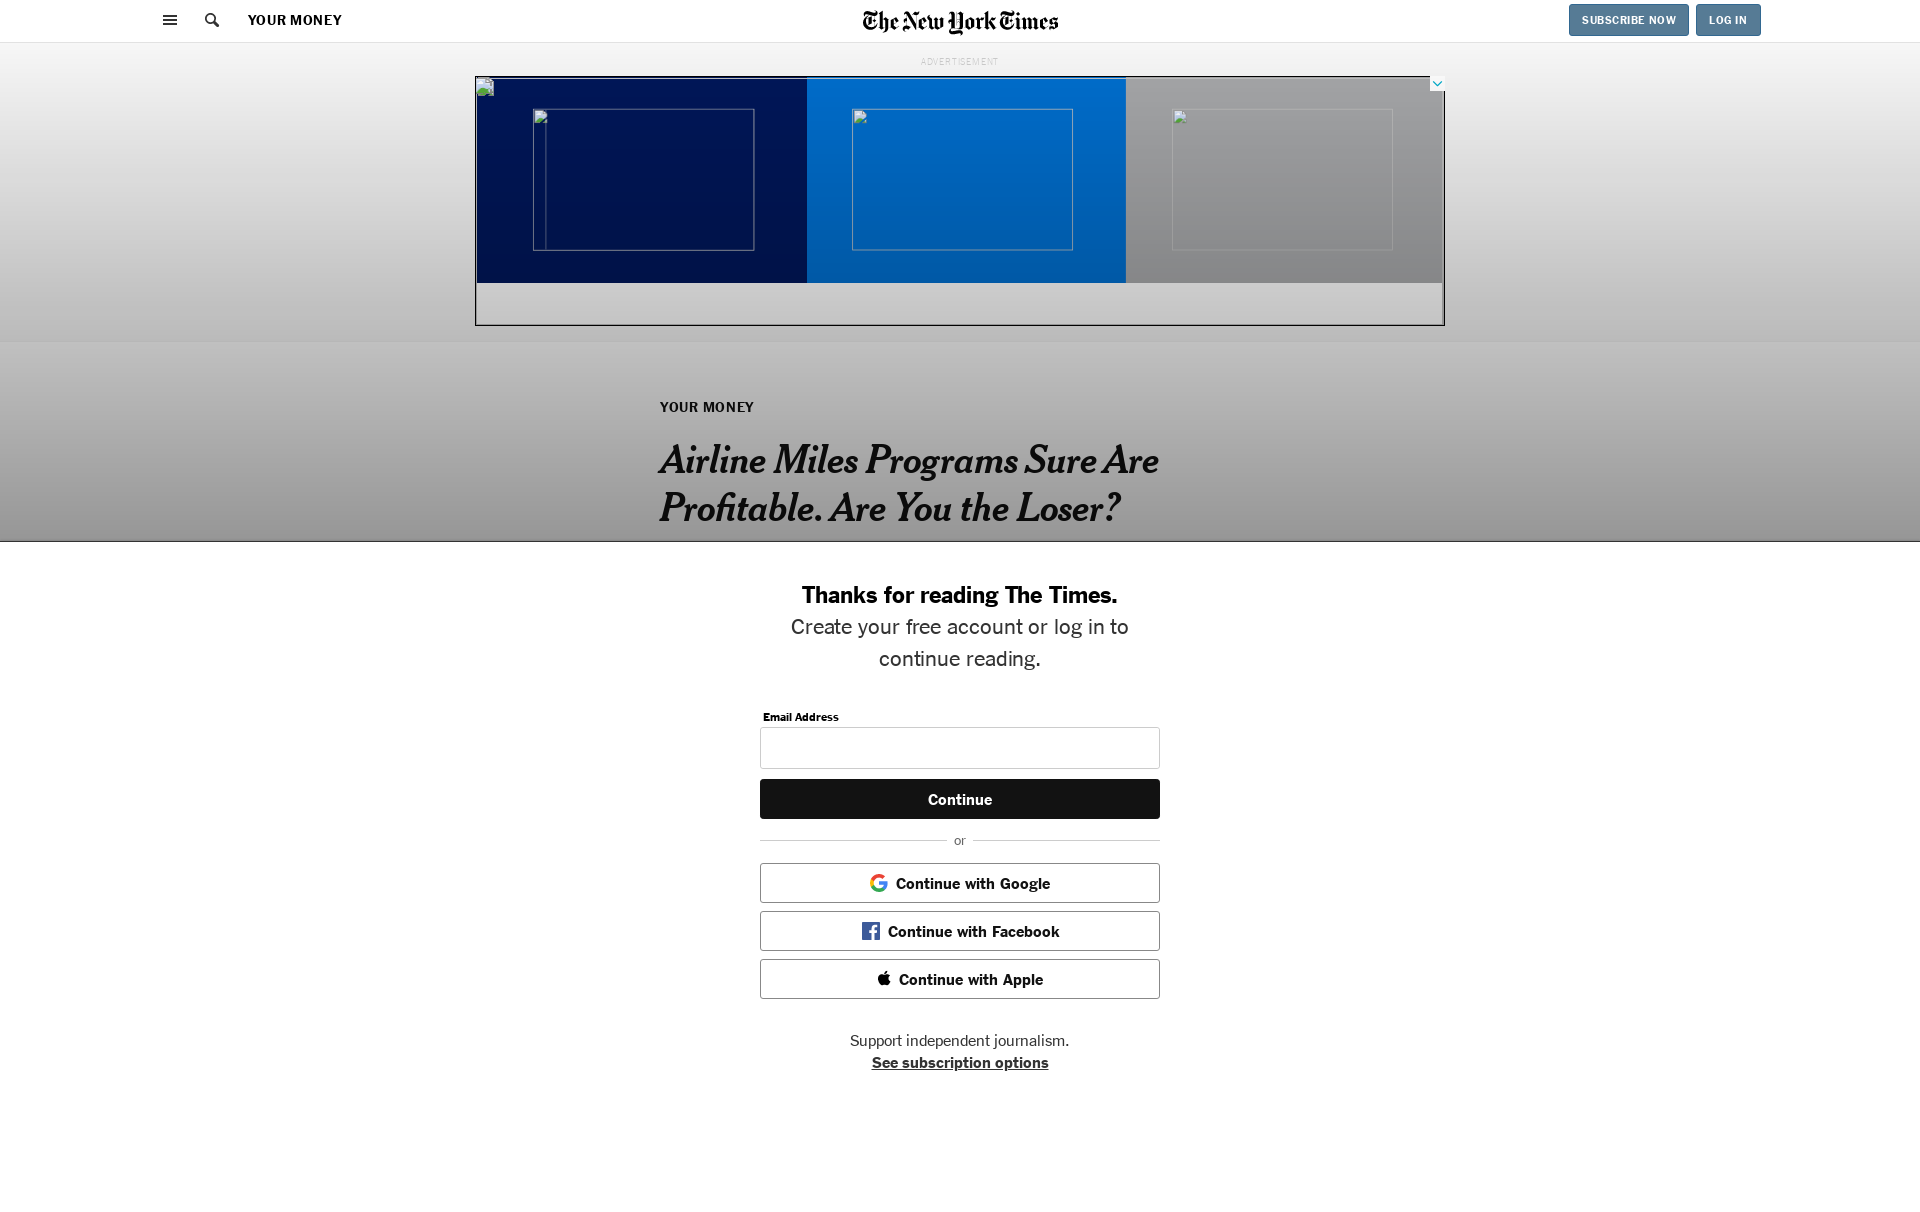 YOUR MONEY
The New York Times
SUBSCRIBE NOW
LOG IN
ADVERTISEMENT
YOUR MONEY
Airline Miles Programs Sure Are
Profitable. Are You the Loser?
Thanks for reading The Times.
Create your free account or log in to
continue reading.
Email Address
Continue
or
Continue with Google
Continue with Facebook
Continue with Apple
Support independent journalism.
See subscription options